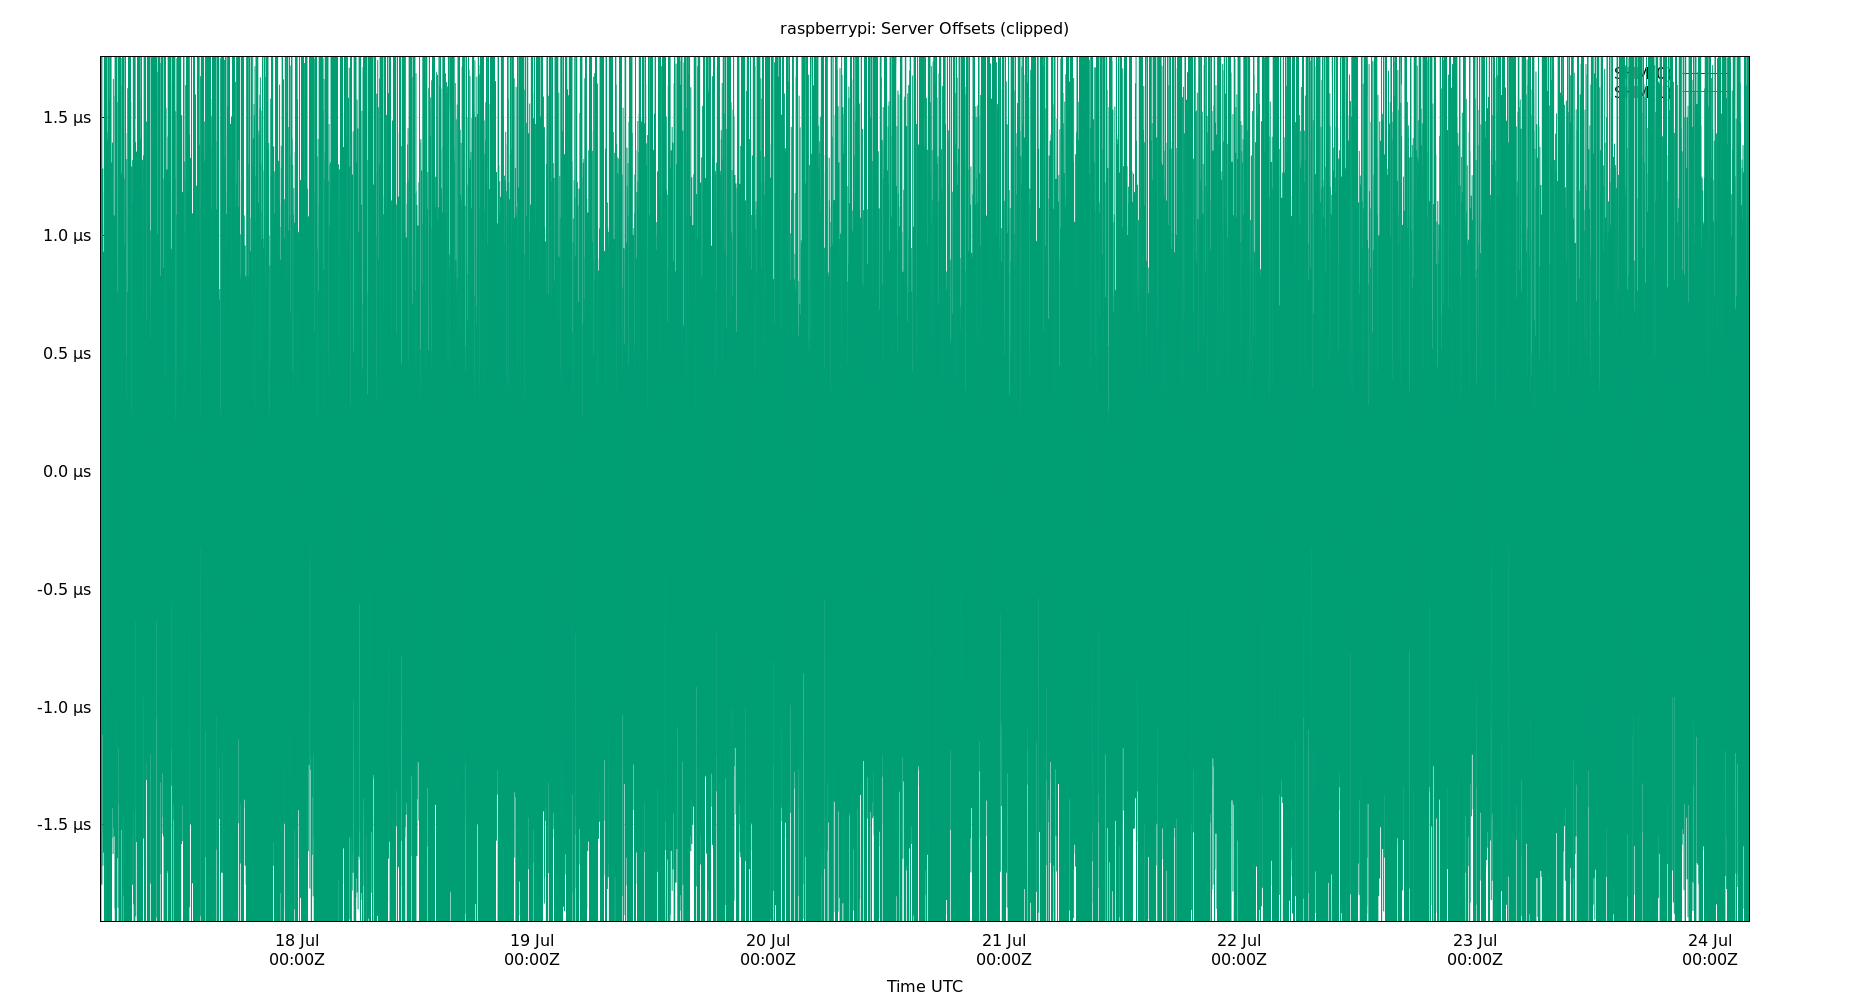 raspberrypi: Server Offsets (clipped)
1.5 µs
1.0 µs
0.5 µs
0.0 µs
-0.5 µs
-1.0 µs
-1.5 µs
18 Jul
00:00Z
19 Jul
00:00Z
20 Jul
00:00Z
21 Jul
00:00Z
22 Jul
00:00Z
23 Jul
00:00Z
24 Jul
00:00Z
Time UTC